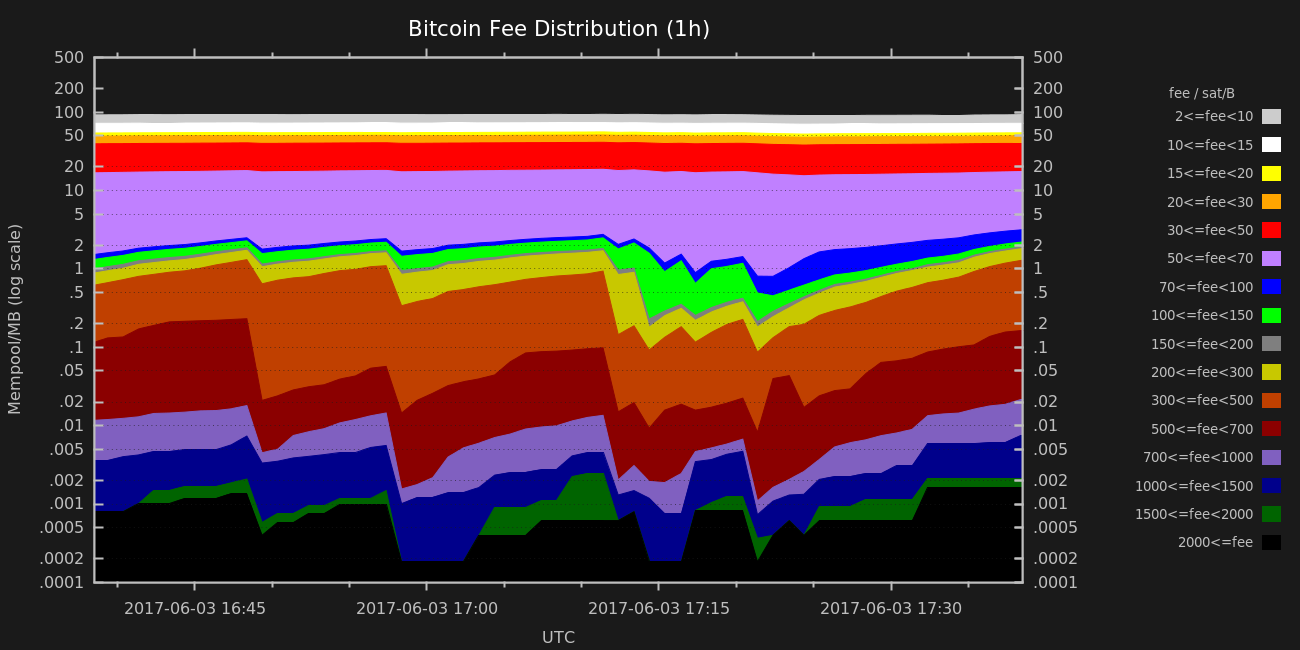 Bitcoin Fee Distribution (1h)
500 500
200 200
100 100
50 50
20 20
10 10
5 5
2 2
1 1
.5 .5
.2 .2
.1 .1
.05 .05
.02 .02
.01 .01
.005 .005
.002 .002
.001 .001
.0005 .0005
.0002 .0002
.0001 .0001
Mempool/MB (log scale)
2017-06-03 16:45 2017-06-03 17:00 2017-06-03 17:15 2017-06-03 17:30
UTC
fee / sat/B
2<=fee<10
10<=fee<15
15<=fee<20
20<=fee<30
30<=fee<50
50<=fee<70
70<=fee<100
100<=fee<150
150<=fee<200
200<=fee<300
300<=fee<500
500<=fee<700
700<=fee<1000
1000<=fee<1500
1500<=fee<2000
2000<=fee